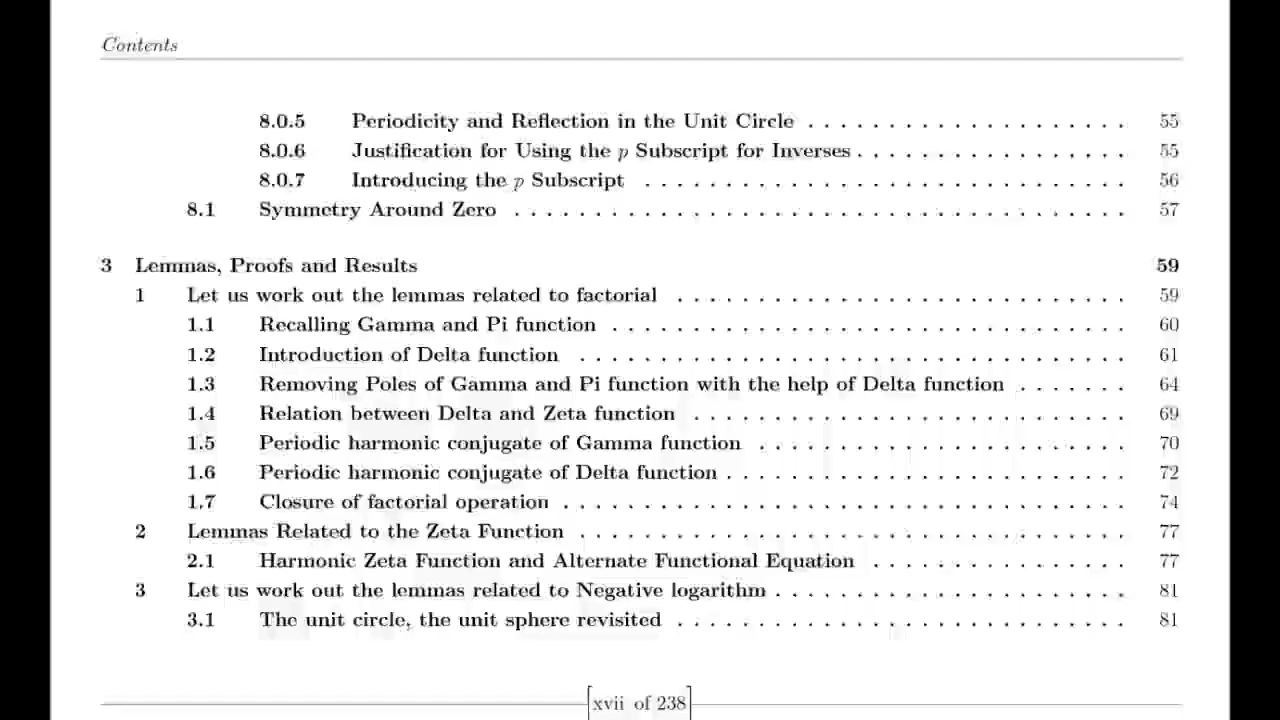 Contents
8.0.5 Periodicity and Reflection in the Unit Circle . . . . . . . . . . . . . . . . . . . . 55
8.0.6 Justification for Using the p Subscript for Inverses . . . . . . . . . . . . . . . . . 55
8.0.7 Introducing the p Subscript . . . . . . . . . . . . . . . . . . . . . . . . . . . . . . 56
8.1 Symmetry Around Zero . . . . . . . . . . . . . . . . . . . . . . . . . . . . . . . . . . . . . . 57
3 Lemmas, Proofs and Results 59
1 Let us work out the lemmas related to factorial . . . . . . . . . . . . . . . . . . . . . . . . . . . . 59
1.1 Recalling Gamma and Pi function . . . . . . . . . . . . . . . . . . . . . . . . . . . . . . . . 60
1.2 Introduction of Delta function . . . . . . . . . . . . . . . . . . . . . . . . . . . . . . . . . . 61
1.3 Removing Poles of Gamma and Pi function with the help of Delta function . . . . . . . 64
1.4 Relation between Delta and Zeta function . . . . . . . . . . . . . . . . . . . . . . . . . . . 69
1.5 Periodic harmonic conjugate of Gamma function . . . . . . . . . . . . . . . . . . . . . . . 70
1.6 Periodic harmonic conjugate of Delta function . . . . . . . . . . . . . . . . . . . . . . . . . 72
1.7 Closure of factorial operation . . . . . . . . . . . . . . . . . . . . . . . . . . . . . . . . . . . 74
2 Lemmas Related to the Zeta Function . . . . . . . . . . . . . . . . . . . . . . . . . . . . . . . . . . 77
2.1 Harmonic Zeta Function and Alternate Functional Equation . . . . . . . . . . . . . . . . 77
3 Let us work out the lemmas related to Negative logarithm . . . . . . . . . . . . . . . . . . . . . . 81
3.1 The unit circle, the unit sphere revisited . . . . . . . . . . . . . . . . . . . . . . . . . . . . 81
xvii of 238